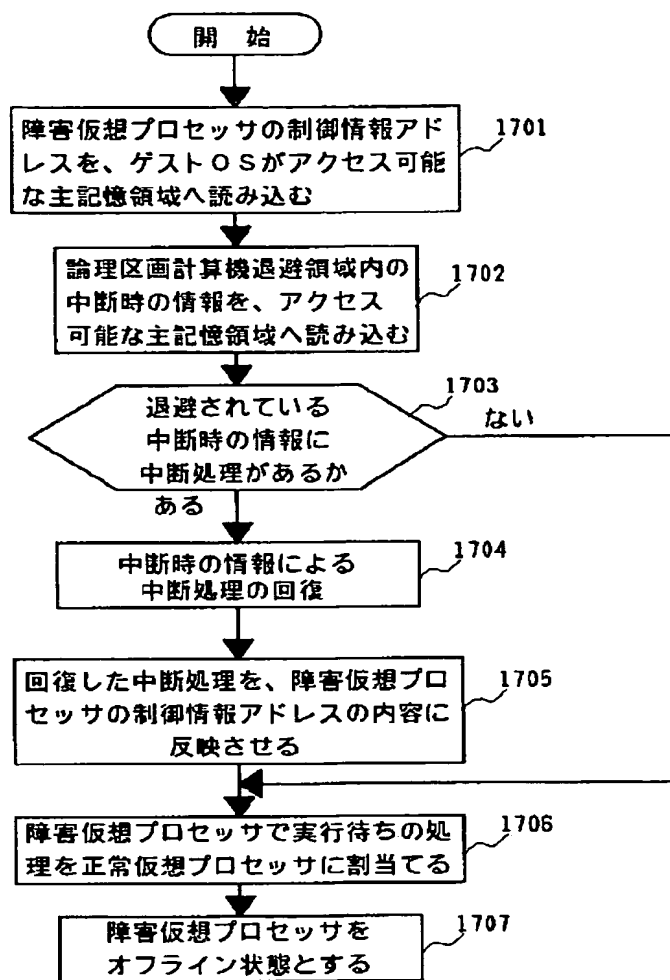 開 始
障害仮想プロセッサの制御情報アド
レスを、ゲストOSがアクセス可能
な主記憶領域へ読み込む
1701
論理区画計算機退避領域内の
中断時の情報を、アクセス
可能な主記憶領域へ読み込む
1702
退避されている
中断時の情報に
中断処理があるか
1703
ない
ある
中断時の情報による
中断処理の回復
1704
回復した中断処理を、障害仮想プロ
セッサの制御情報アドレスの内容に
反映させる
1705
障害仮想プロセッサで実行待ちの処
理を正常仮想プロセッサに割当てる
1706
障害仮想プロセッサを
オフライン状態とする
1707